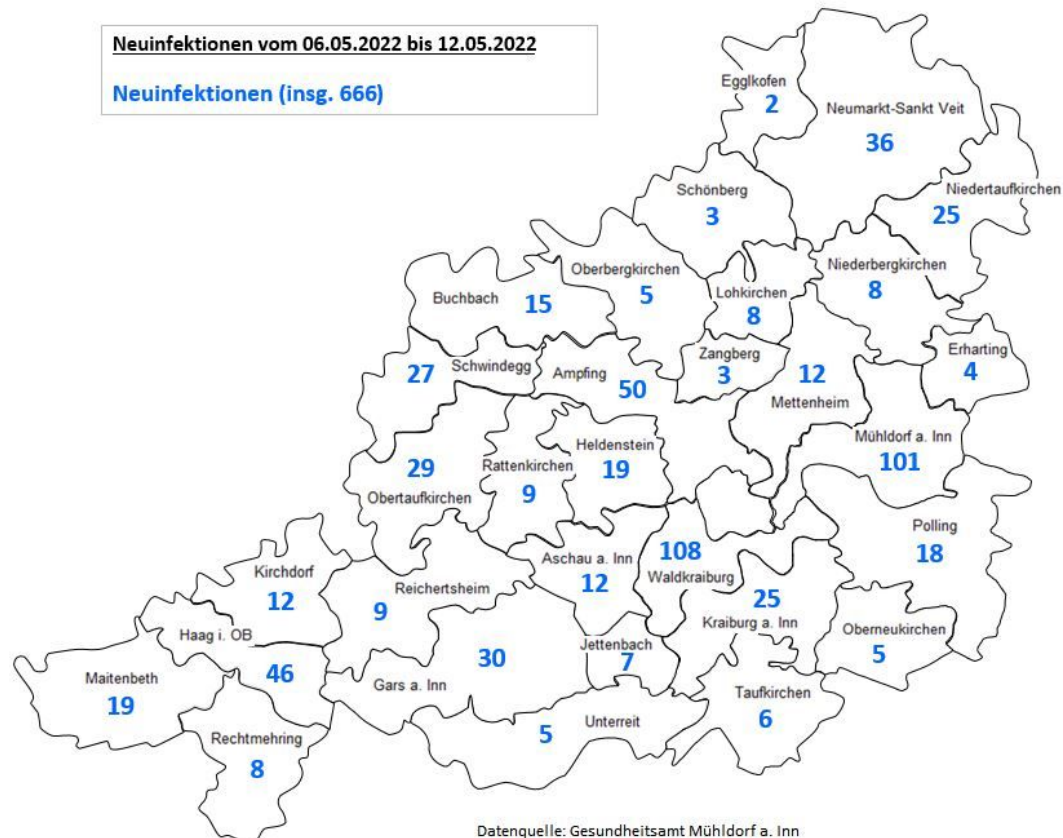 Neuinfektionen vom 06.05.2022 bis 12.05.2022
Neuinfektionen (insg. 666)
Egglkofen
2
Neumarkt-Sankt Veit
36
Schönberg
3
Niedertaufkirchen
25
Oberbergkirchen
5
Niederbergkirchen
8
Lohkirchen
8
Buchbach
15
Zangberg
3
Erharting
4
Schwindegg
27
Ampfing
50
12
Mettenheim
Mühldorf a. Inn
101
Heldenstein
19
29
Obertaufkirchen
Rattenkirchen
9
Polling
18
108
Waldkraiburg
Aschau a. Inn
12
Kirchdorf
12
Reichertsheim
9
25
Kraiburg a. Inn
Haag i. OB
46
Oberneukirchen
5
30
Gars a. Inn
Jettenbach
7
Maitenbeth
19
Taufkirchen
6
Unterreit
5
Rechtmehring
8
Datenquelle: Gesundheitsamt Mühldorf a. Inn